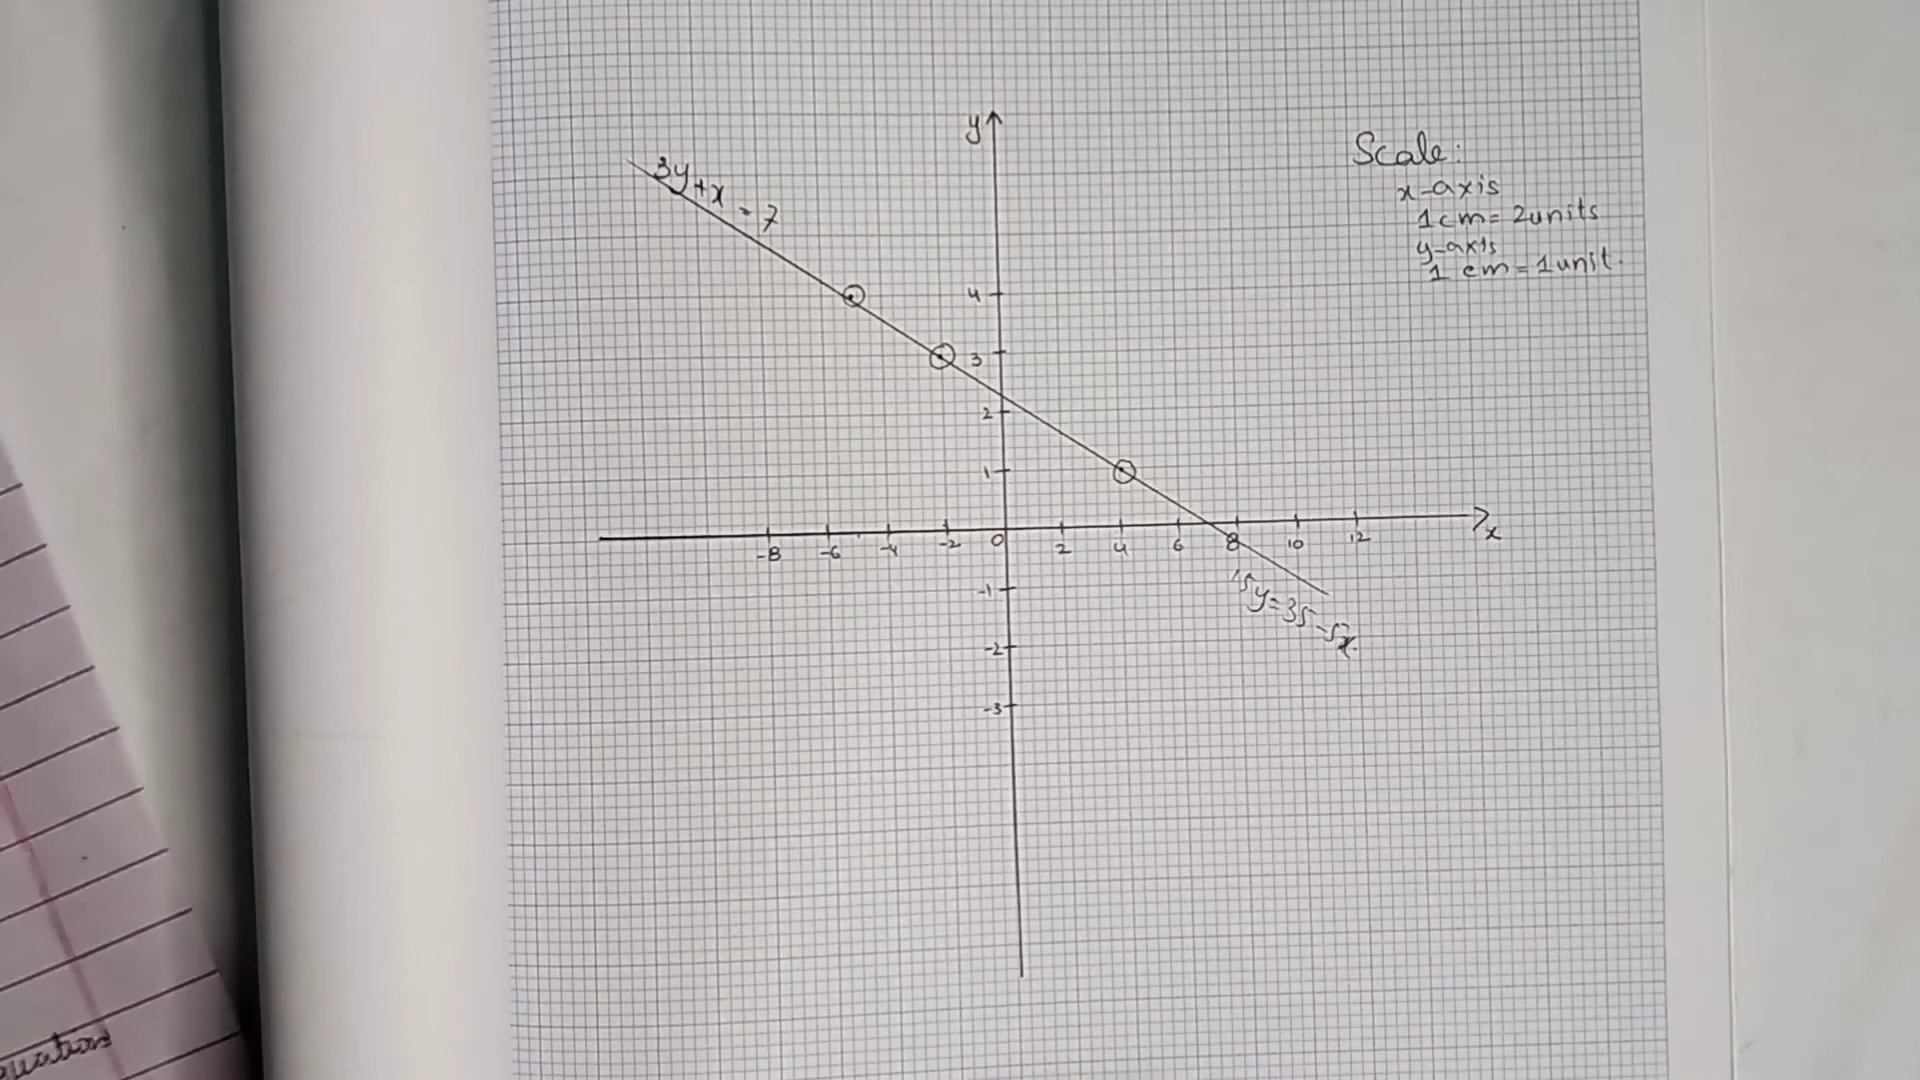 y
Scale:
x-axis
1cm = 2units
y-axis
1 cm = 1unit.
3y+x = 7
4
3
2
1
-8 -6 -4 -2 0 2 4 6 8 10 12 x
15y=35-5x.
-1
-2
-3